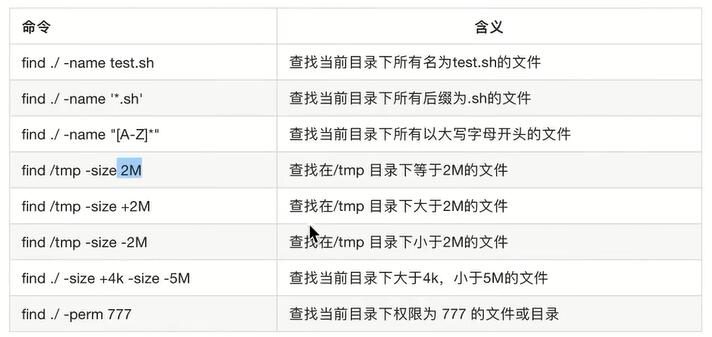 命令 含义
find ./ -name test.sh 查找当前目录下所有名为test.sh的文件
find ./ -name '*.sh' 查找当前目录下所有后缀为.sh的文件
find ./ -name "[A-Z]*" 查找当前目录下所有以大写字母开头的文件
find /tmp -size 2M 查找在/tmp 目录下等于2M的文件
find /tmp -size +2M 查找在/tmp 目录下大于2M的文件
find /tmp -size -2M 查找在/tmp 目录下小于2M的文件
find ./ -size +4k -size -5M 查找当前目录下大于4k，小于5M的文件
find ./ -perm 777 查找当前目录下权限为 777 的文件或目录